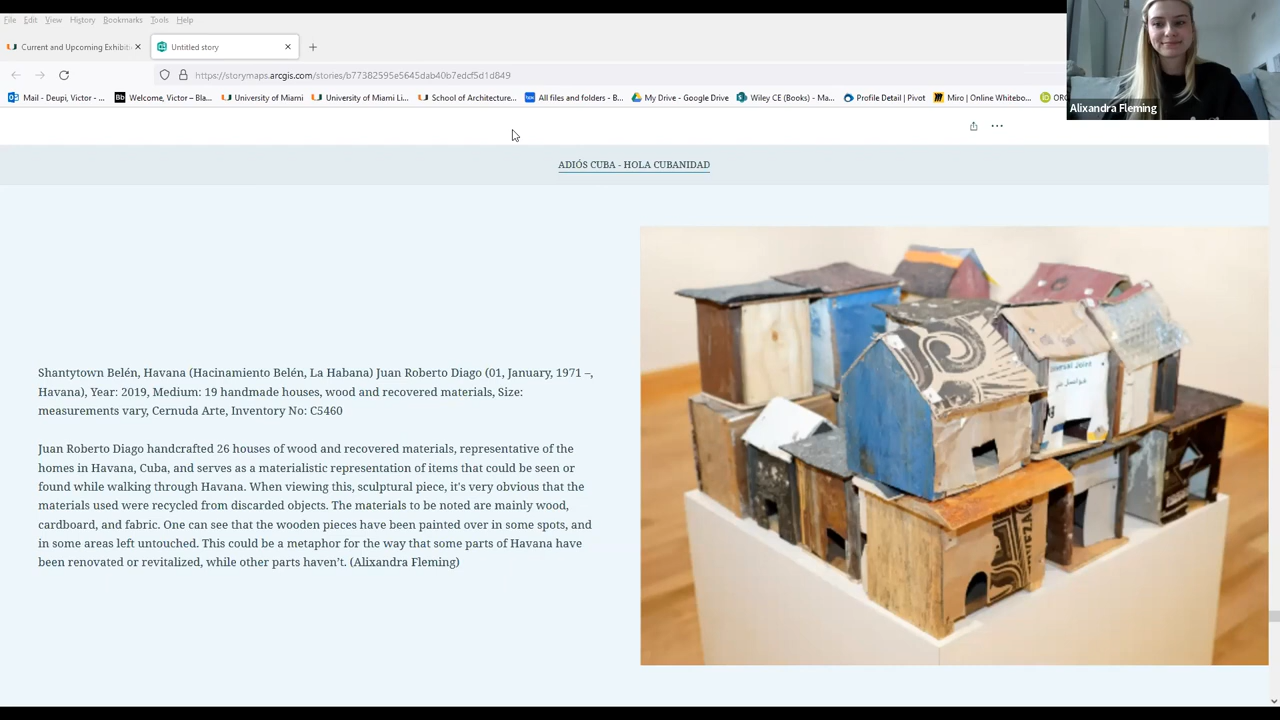 File Edit View History Bookmarks Tools Help
Current and Upcoming Exhibiti
Untitled story
https://storymaps.arcgis.com/stories/b77382595e5645dab40b7edcf5d1d849
Mail - Deupi, Victor - ... Welcome, Victor – Bla... University of Miami University of Miami Li... School of Architecture... All files and folders - B... My Drive - Google Drive Wiley CE (Books) - Ma... Profile Detail | Pivot Miro | Online Whitebo...
Alixandra Fleming
ADIÓS CUBA - HOLA CUBANIDAD
Shantytown Belén, Havana (Hacinamiento Belén, La Habana) Juan Roberto Diago (01, January, 1971 –,
Havana), Year: 2019, Medium: 19 handmade houses, wood and recovered materials, Size:
measurements vary, Cernuda Arte, Inventory No: C5460
Juan Roberto Diago handcrafted 26 houses of wood and recovered materials, representative of the
homes in Havana, Cuba, and serves as a materialistic representation of items that could be seen or
found while walking through Havana. When viewing this, sculptural piece, it's very obvious that the
materials used were recycled from discarded objects. The materials to be noted are mainly wood,
cardboard, and fabric. One can see that the wooden pieces have been painted over in some spots, and
in some areas left untouched. This could be a metaphor for the way that some parts of Havana have
been renovated or revitalized, while other parts haven't. (Alixandra Fleming)